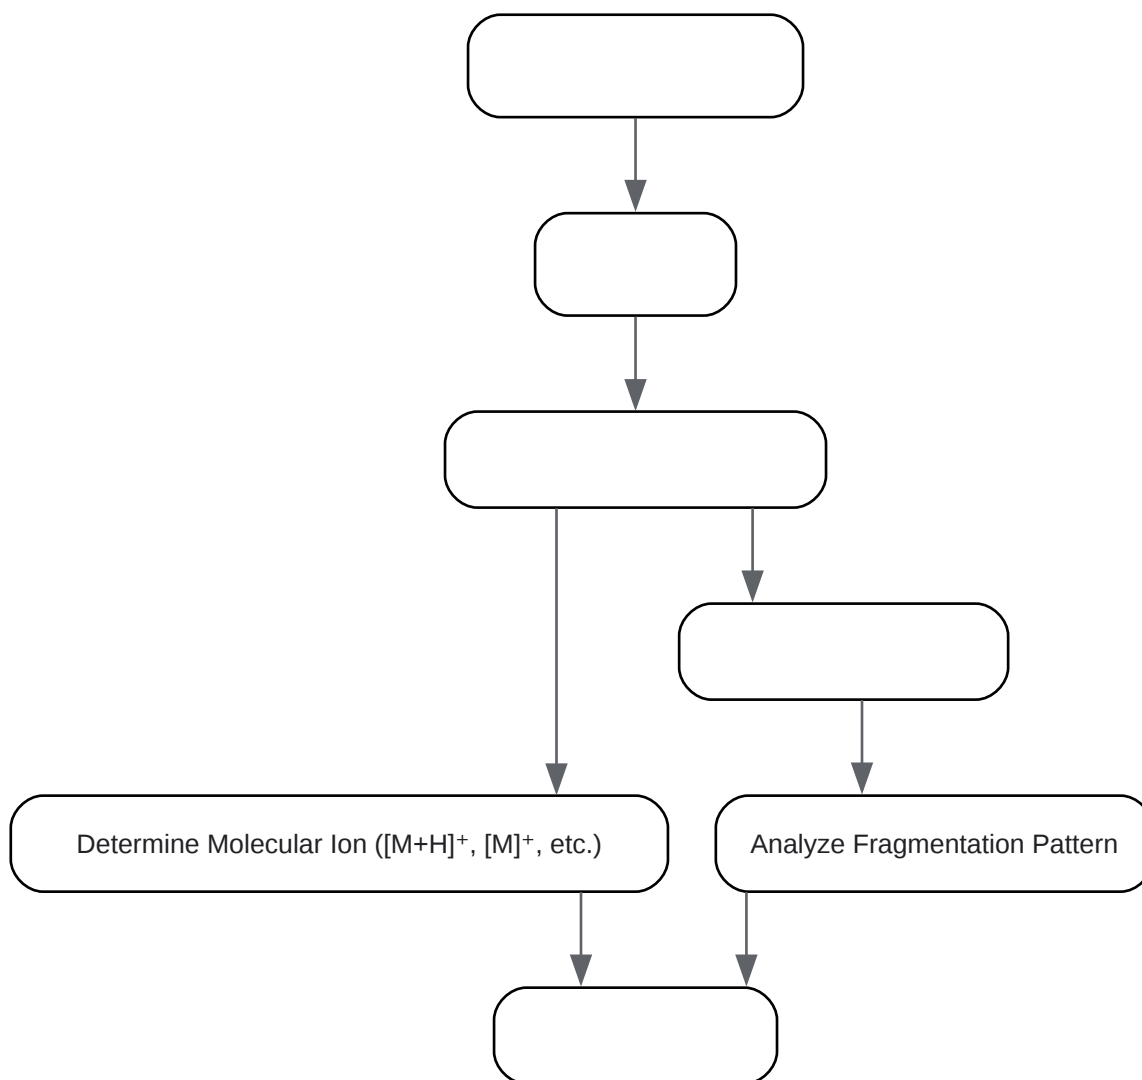 Determine Molecular Ion ([M+H]⁺, [M]⁺, etc.)
Analyze Fragmentation Pattern